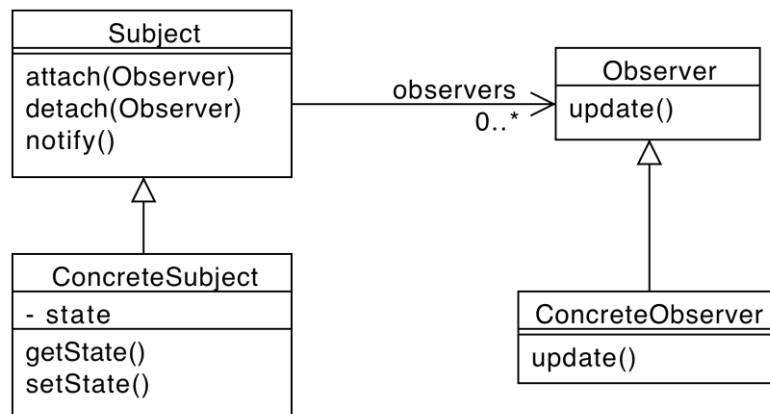 Subject
attach(Observer)
detach(Observer)
notify()
observers
0..*
Observer
update()
ConcreteSubject
- state
getState()
setState()
ConcreteObserver
update()